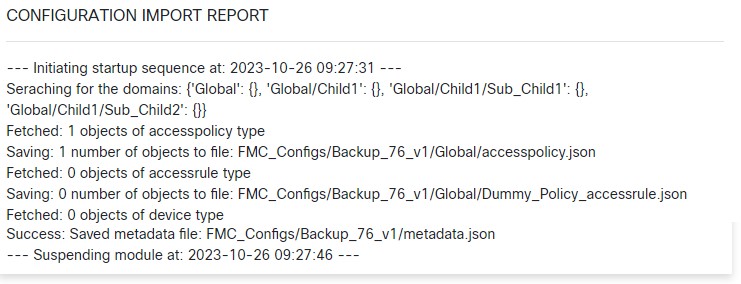 CONFIGURATION IMPORT REPORT
--- Initiating startup sequence at: 2023-10-26 09:27:31 ---
Seraching for the domains: {'Global': {}, 'Global/Child1': {}, 'Global/Child1/Sub_Child1': {},
'Global/Child1/Sub_Child2': {}}
Fetched: 1 objects of accesspolicy type
Saving: 1 number of objects to file: FMC_Configs/Backup_76_v1/Global/accesspolicy.json
Fetched: 0 objects of accessrule type
Saving: 0 number of objects to file: FMC_Configs/Backup_76_v1/Global/Dummy_Policy_accessrule.json
Fetched: 0 objects of device type
Success: Saved metadata file: FMC_Configs/Backup_76_v1/metadata.json
--- Suspending module at: 2023-10-26 09:27:46 ---